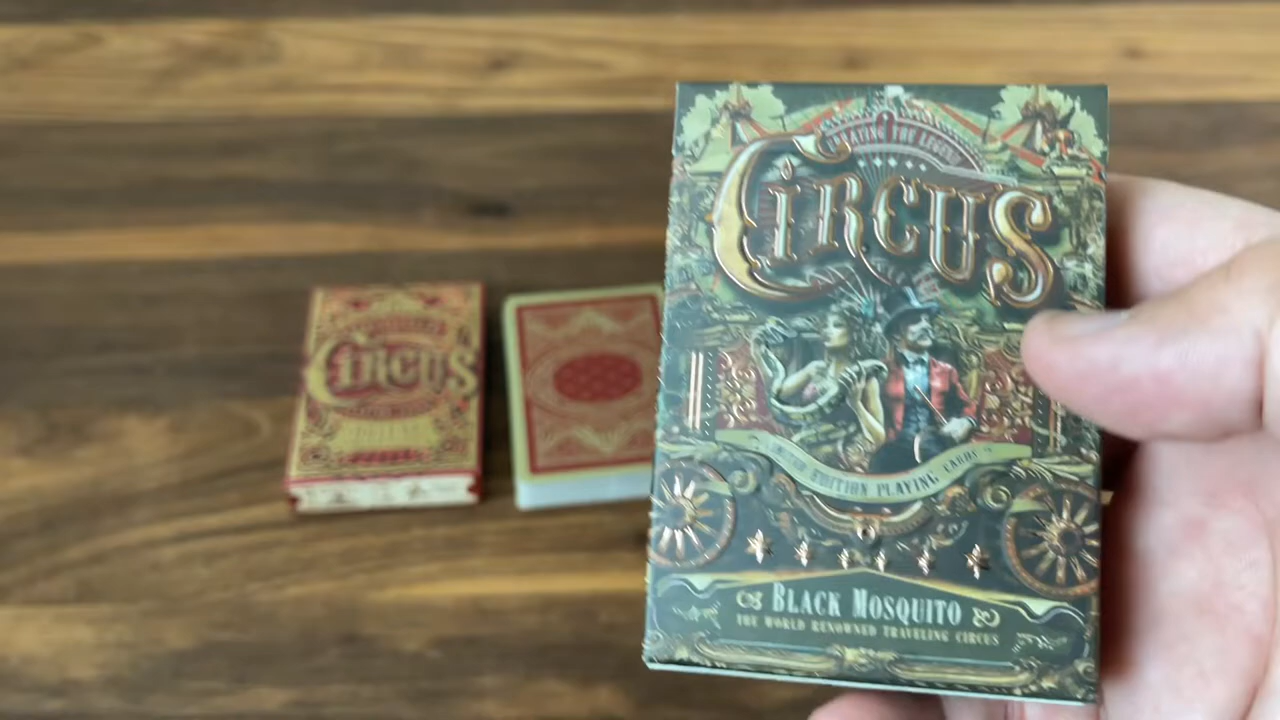 CIRCUS
LIMITED EDITION PLAYING CARDS
BLACK MOSQUITO
THE WORLD RENOWNED TRAVELING CIRCUS
CIRCUS